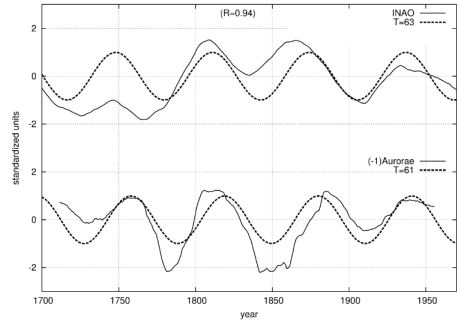 (R=0.94)
INAO
T=63
2
0
-2
standardized units
(-1)Aurorae
T=61
2
0
-2
1700
1750
1800
1850
1900
1950
year